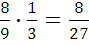 8/9 · 1/3 = 8/27